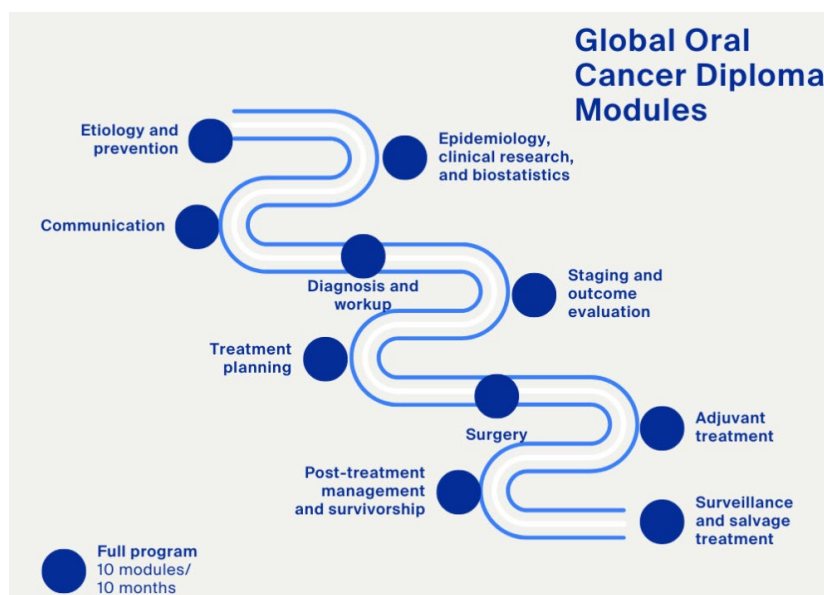 Global Oral
Cancer Diploma
Modules
Etiology and
prevention
Epidemiology,
clinical research,
and biostatistics
Communication
Diagnosis and
workup
Staging and
outcome
evaluation
Treatment
planning
Surgery
Adjuvant
treatment
Post-treatment
management
and survivorship
Surveillance
and salvage
treatment
Full program
10 modules/
10 months